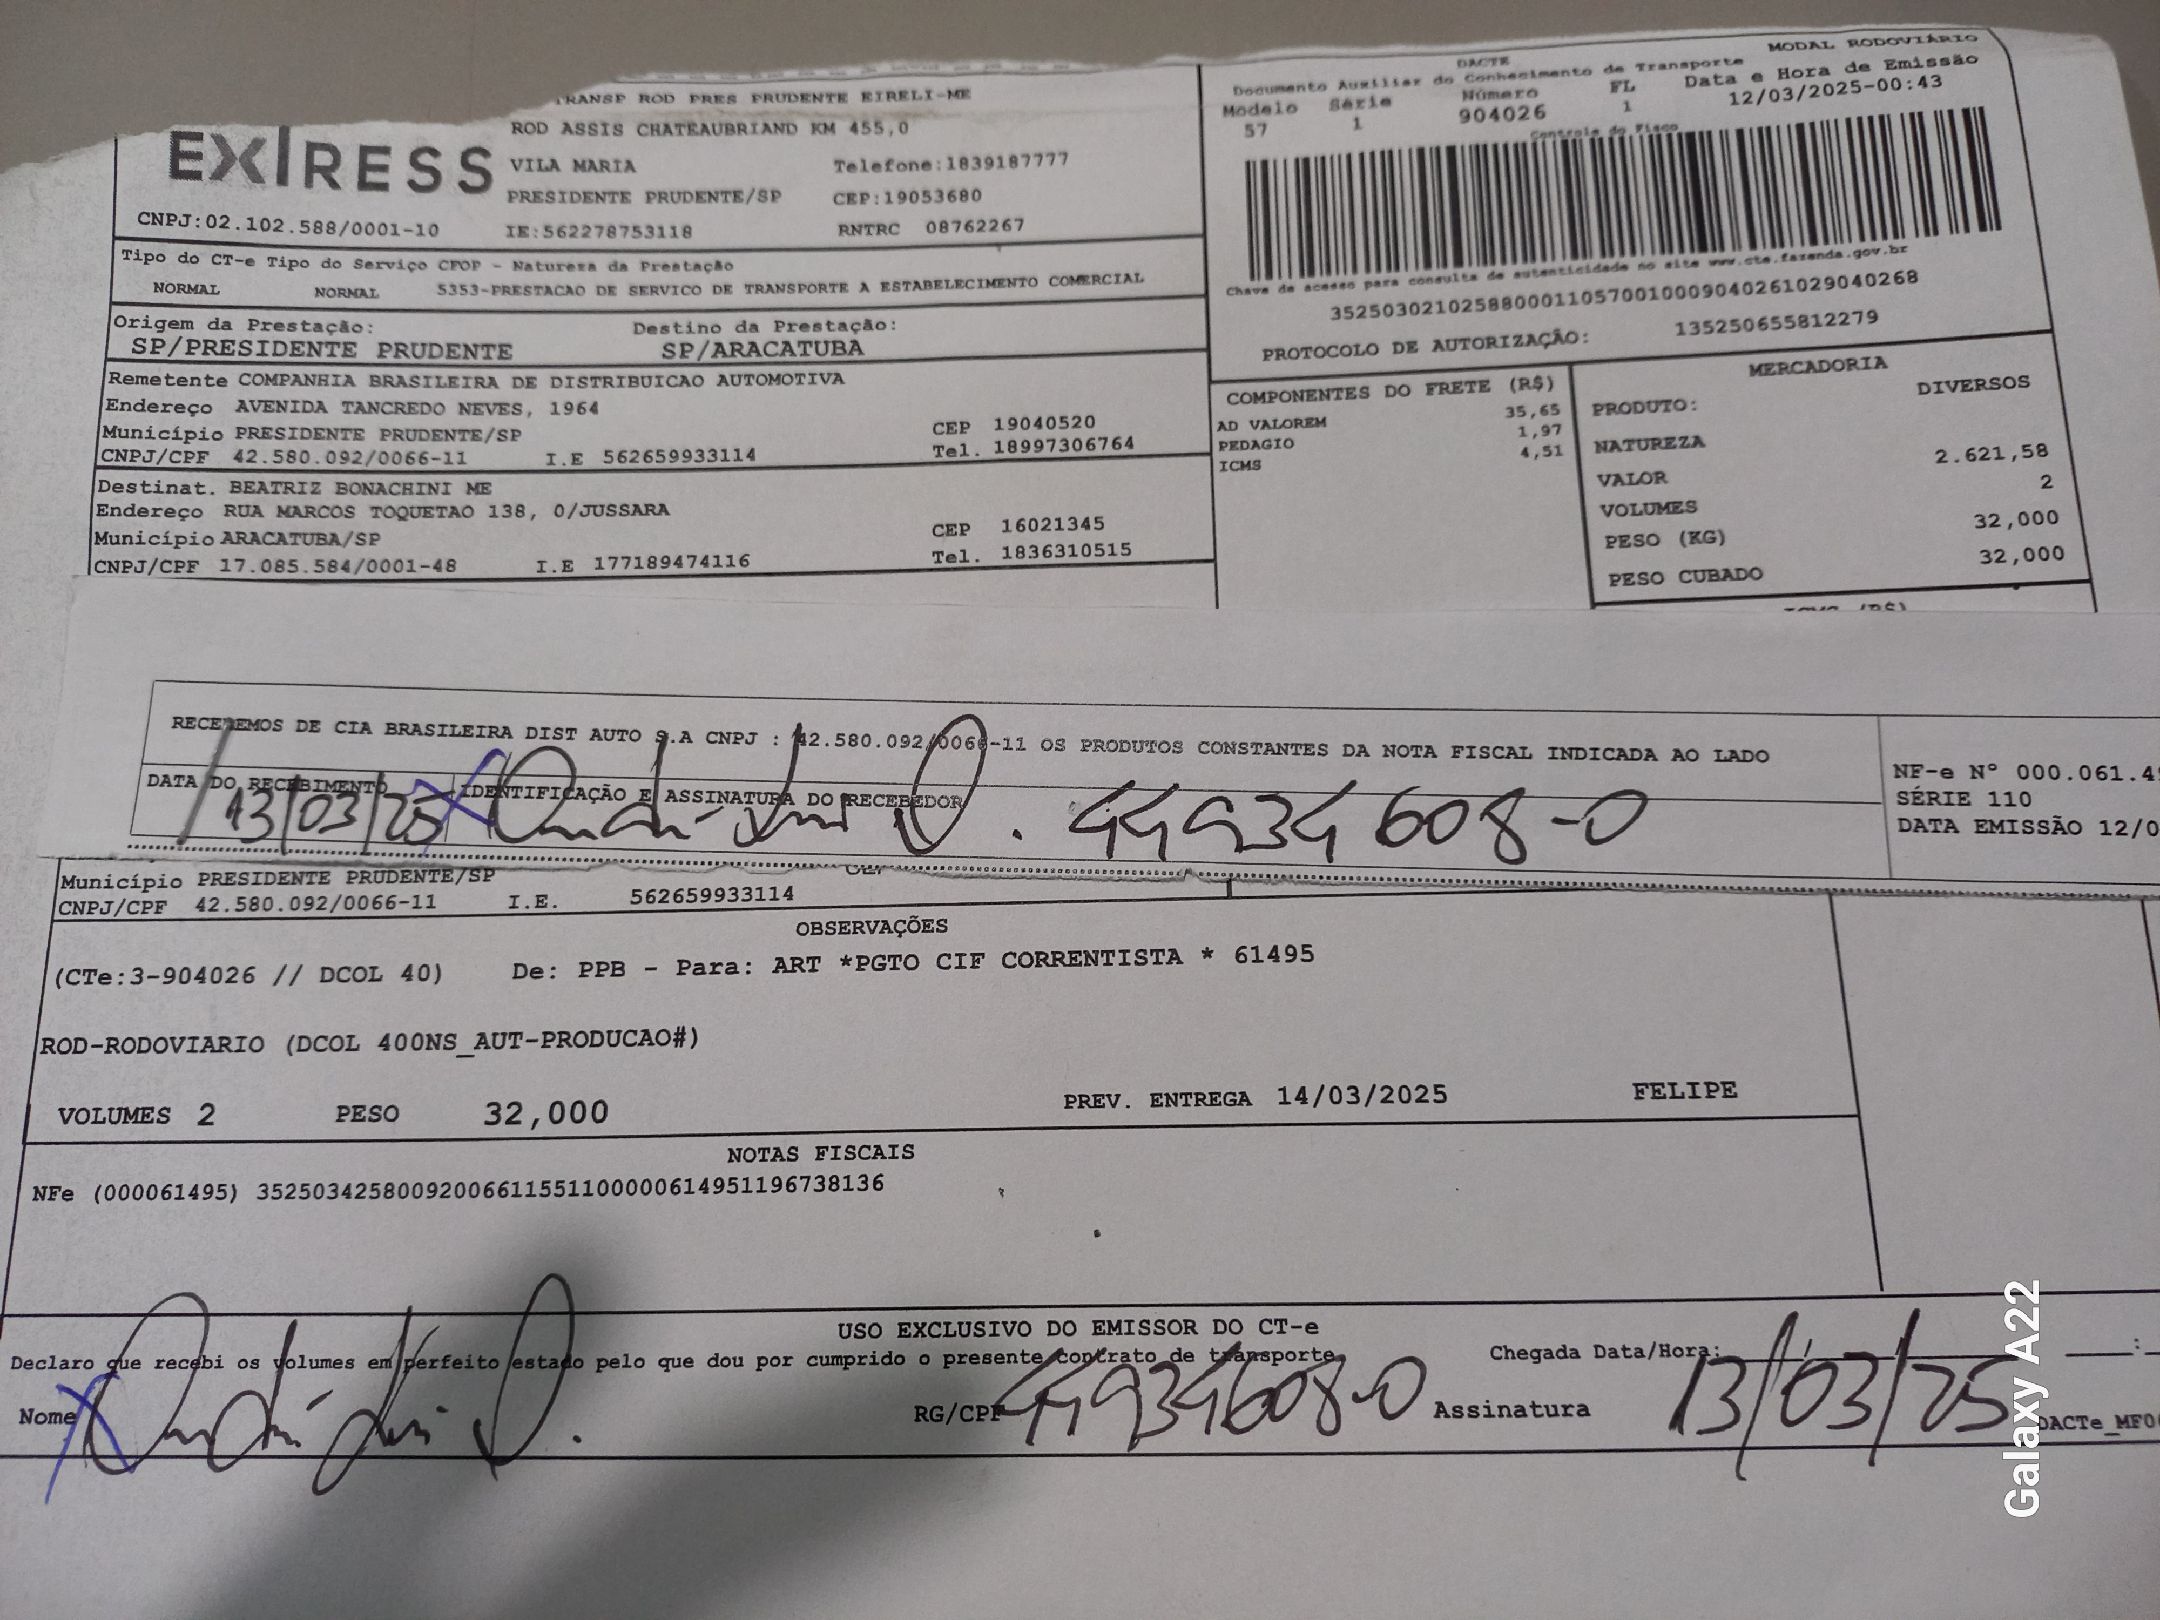 TRANSP ROD PRES PRUDENTE EIRELI-ME
EXPRESS
ROD ASSIS CHATEAUBRIAND KM 455,0
VILA MARIA Telefone:1839187777
PRESIDENTE PRUDENTE/SP CEP:19053680
CNPJ:02.102.588/0001-10 IE:562278753118 RNTRC 08762267
Tipo do CT-e Tipo do Serviço CFOP - Natureza da Prestação
NORMAL NORMAL 5353-PRESTACAO DE SERVICO DE TRANSPORTE A ESTABELECIMENTO COMERCIAL
Origem da Prestação: Destino da Prestação:
SP/PRESIDENTE PRUDENTE SP/ARACATUBA
Remetente COMPANHIA BRASILEIRA DE DISTRIBUICAO AUTOMOTIVA
Endereço AVENIDA TANCREDO NEVES, 1964
Município PRESIDENTE PRUDENTE/SP CEP 19040520
CNPJ/CPF 42.580.092/0066-11 I.E 562659933114 Tel. 18997306764
Destinat. BEATRIZ BONACHINI ME
Endereço RUA MARCOS TOQUETAO 138, 0/JUSSARA
Município ARACATUBA/SP CEP 16021345
CNPJ/CPF 17.085.584/0001-48 I.E 177189474116 Tel. 1836310515
DACTE MODAL RODOVIÁRIO
Documento Auxiliar do Conhecimento de Transporte
Modelo Série Número FL Data e Hora de Emissão
57 1 904026 1 12/03/2025-00:43
Controle do Fisco
Chave de acesso para consulta de autenticidade no site www.cte.fazenda.gov.br
35250302102588000110570010009040261029040268
PROTOCOLO DE AUTORIZAÇÃO: 135250655812279
COMPONENTES DO FRETE (R$)
AD VALOREM 35,65
PEDAGIO 1,97
ICMS 4,51
MERCADORIA
PRODUTO: DIVERSOS
NATUREZA
VALOR 2.621,58
VOLUMES 2
PESO (KG) 32,000
PESO CUBADO 32,000
RECEBEMOS DE CIA BRASILEIRA DIST AUTO S.A CNPJ : 42.580.092/0066-11 OS PRODUTOS CONSTANTES DA NOTA FISCAL INDICADA AO LADO
DATA DO RECEBIMENTO IDENTIFICAÇÃO E ASSINATURA DO RECEBEDOR
13/03/25 44934608-0
NF-e Nº 000.061.4
SÉRIE 110
DATA EMISSÃO 12/0
Município PRESIDENTE PRUDENTE/SP
CNPJ/CPF 42.580.092/0066-11 I.E. 562659933114
OBSERVAÇÕES
(CTe:3-904026 // DCOL 40) De: PPB - Para: ART *PGTO CIF CORRENTISTA * 61495
ROD-RODOVIARIO (DCOL 400NS_AUT-PRODUCAO#)
VOLUMES 2 PESO 32,000 PREV. ENTREGA 14/03/2025 FELIPE
NOTAS FISCAIS
NFe (000061495) 35250342580092006611551100000614951196738136
USO EXCLUSIVO DO EMISSOR DO CT-e
Declaro que recebi os volumes em perfeito estado pelo que dou por cumprido o presente contrato de transporte Chegada Data/Hora:
Nome RG/CPF 44934608-0 Assinatura 13/03/25
DACTe_MF0
Galaxy A22